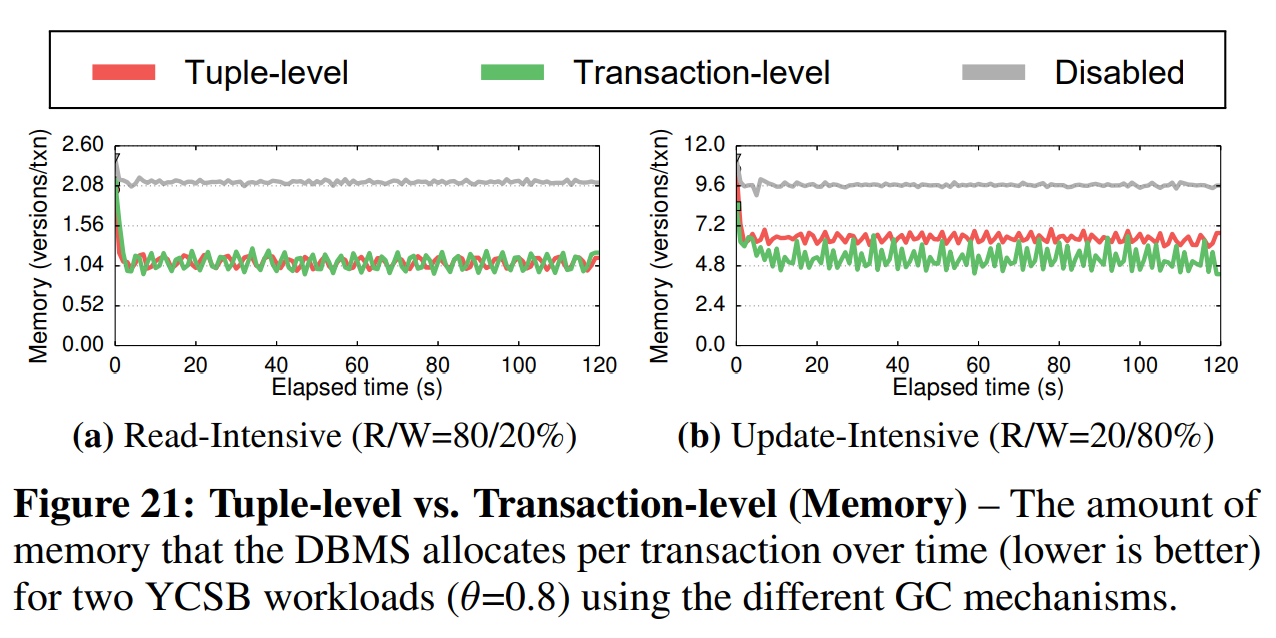 Tuple-level Transaction-level Disabled
Memory (versions/txn)
2.60
2.08
1.56
1.04
0.52
0.00
0 20 40 60 80 100 120
Elapsed time (s)
(a) Read-Intensive (R/W=80/20%)
Memory (versions/txn)
12.0
9.6
7.2
4.8
2.4
0.0
0 20 40 60 80 100 120
Elapsed time (s)
(b) Update-Intensive (R/W=20/80%)
Figure 21: Tuple-level vs. Transaction-level (Memory) – The amount of
memory that the DBMS allocates per transaction over time (lower is better)
for two YCSB workloads (θ=0.8) using the different GC mechanisms.